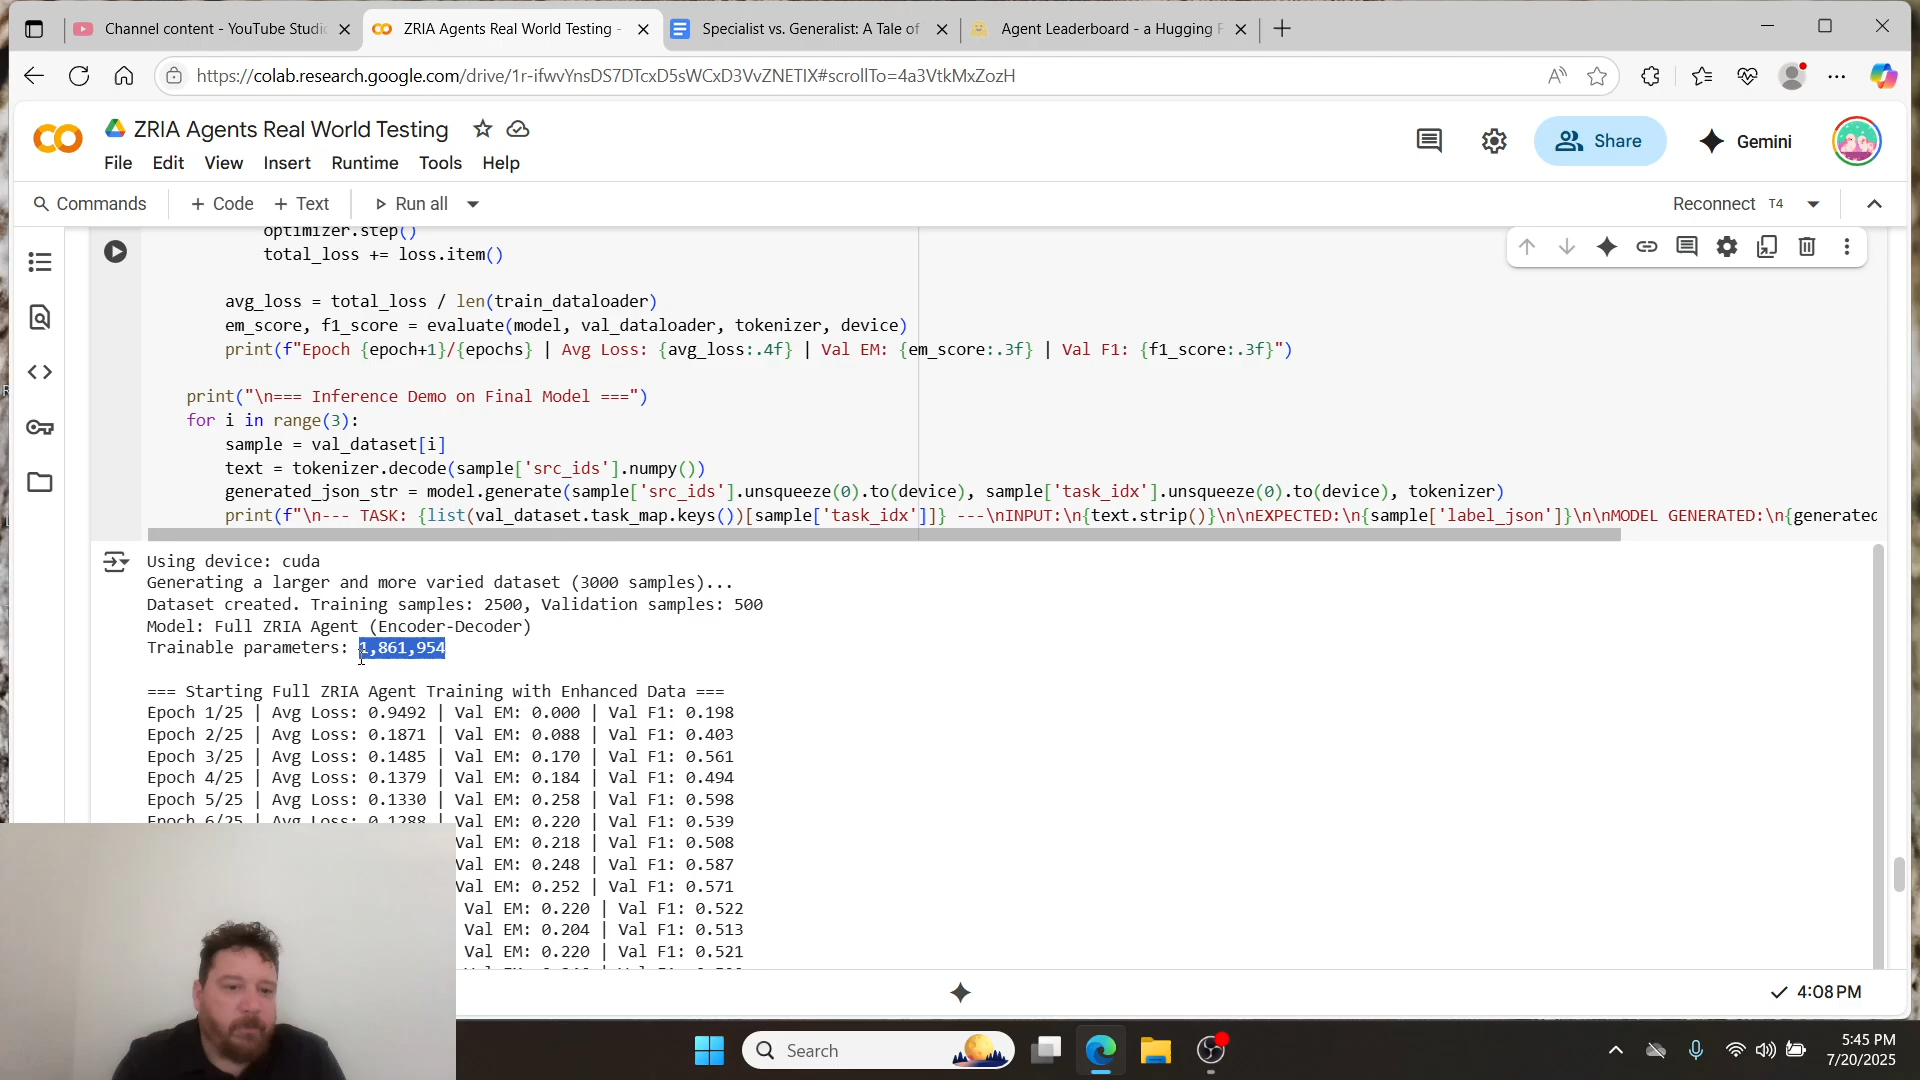 Channel content - YouTube Studi
ZRIA Agents Real World Testing -
Specialist vs. Generalist: A Tale of
Agent Leaderboard - a Hugging F
https://colab.research.google.com/drive/1r-ifwvYnsDS7DTcxD5sWCxD3VvZNETIX#scrollTo=4a3VtkMxZozH
ZRIA Agents Real World Testing
Share
Gemini
File Edit View Insert Runtime Tools Help
Commands + Code + Text Run all
Reconnect T4
optimizer.step()
total_loss += loss.item()
avg_loss = total_loss / len(train_dataloader)
em_score, f1_score = evaluate(model, val_dataloader, tokenizer, device)
print(f"Epoch {epoch+1}/{epochs} | Avg Loss: {avg_loss:.4f} | Val EM: {em_score:.3f} | Val F1: {f1_score:.3f}")
print("\n=== Inference Demo on Final Model ===")
for i in range(3):
sample = val_dataset[i]
text = tokenizer.decode(sample['src_ids'].numpy())
generated_json_str = model.generate(sample['src_ids'].unsqueeze(0).to(device), sample['task_idx'].unsqueeze(0).to(device), tokenizer)
print(f"\n--- TASK: {list(val_dataset.task_map.keys())[sample['task_idx']]} ---\nINPUT:\n{text.strip()}\n\nEXPECTED:\n{sample['label_json']}\n\nMODEL GENERATED:\n{generated
Using device: cuda
Generating a larger and more varied dataset (3000 samples)...
Dataset created. Training samples: 2500, Validation samples: 500
Model: Full ZRIA Agent (Encoder-Decoder)
Trainable parameters: 1,861,954
=== Starting Full ZRIA Agent Training with Enhanced Data ===
Epoch 1/25 | Avg Loss: 0.9492 | Val EM: 0.000 | Val F1: 0.198
Epoch 2/25 | Avg Loss: 0.1871 | Val EM: 0.088 | Val F1: 0.403
Epoch 3/25 | Avg Loss: 0.1485 | Val EM: 0.170 | Val F1: 0.561
Epoch 4/25 | Avg Loss: 0.1379 | Val EM: 0.184 | Val F1: 0.494
Epoch 5/25 | Avg Loss: 0.1330 | Val EM: 0.258 | Val F1: 0.598
Epoch 6/25 | Avg Loss: 0.1288 | Val EM: 0.220 | Val F1: 0.539
Val EM: 0.218 | Val F1: 0.508
Val EM: 0.248 | Val F1: 0.587
Val EM: 0.252 | Val F1: 0.571
Val EM: 0.220 | Val F1: 0.522
Val EM: 0.204 | Val F1: 0.513
Val EM: 0.220 | Val F1: 0.521
4:08 PM
Search
5:45 PM
7/20/2025